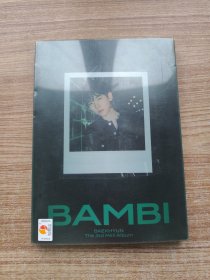 BAMBI
BAEKHYUN
The 3rd Mini Album